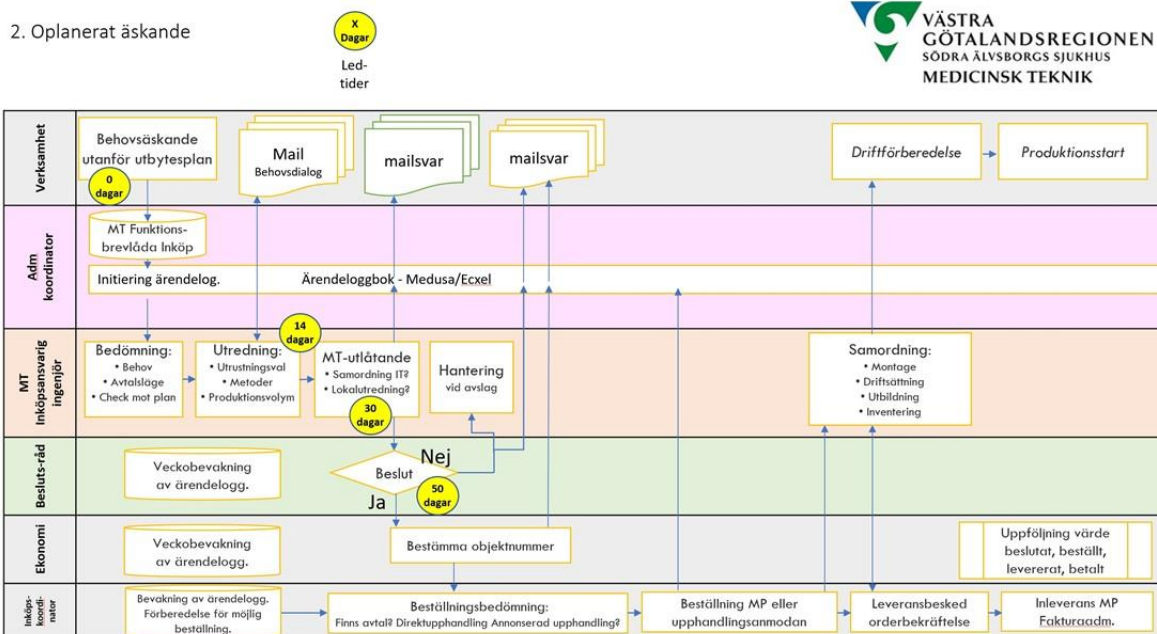 2. Oplanerat äskande
X
Dagar
Led-
tider
VÄSTRA
GÖTALANDSREGIONEN
SÖDRA ÄLVSBORGS SJUKHUS
MEDICINSK TEKNIK
Verksamhet
Behovsäskande
utanför utbytesplan
0
dagar
Mail
Behovsdialog
mailsvar
mailsvar
Driftförberedelse
Produktionsstart
Adm
koordinator
MT Funktions-
brevlåda Inköp
Initiering ärendelog.
Ärendeloggbok - Medusa/Ecxel
MT
Inköpsansvarig
ingenjör
Bedömning:
• Behov
• Avtalsläge
• Check mot plan
Utredning:
• Utrustningsval
• Metoder
• Produktionsvolym
14
dagar
MT-utlåtande
• Samordning IT?
• Lokalutredning?
30
dagar
Hantering
vid avslag
Samordning:
• Montage
• Driftsättning
• Utbildning
• Inventering
Besluts-råd
Veckobevakning
av ärendelogg.
Beslut
Nej
Ja
50
dagar
Ekonomi
Veckobevakning
av ärendelogg.
Bestämma objektnummer
Uppföljning värde
beslutat, beställt,
levererat, betalt
Inköps-
koordi-
nator
Bevakning av ärendelogg.
Förberedelse för möjlig
beställning.
Beställningsbedömning:
Finns avtal? Direktupphandling Annonserad upphandling?
Beställning MP eller
upphandlingsanmodan
Leveransbesked
orderbekräftelse
Inleverans MP
Fakturaadm.